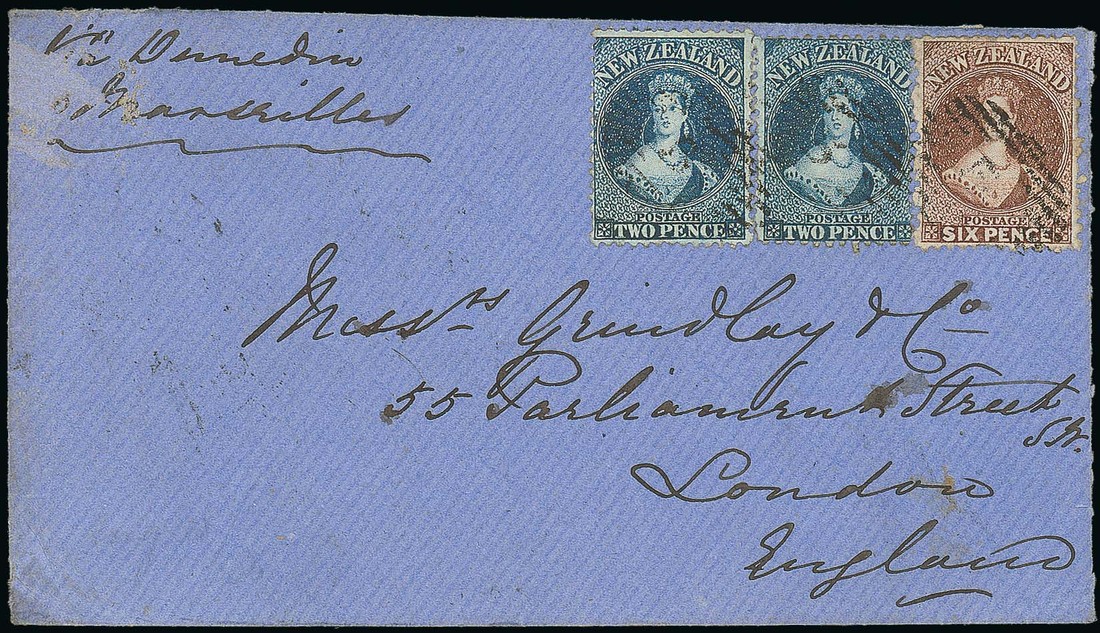 via Dunedin
Marseilles
NEW ZEALAND
POSTAGE
TWO PENCE
NEW ZEALAND
POSTAGE
TWO PENCE
NEW ZEALAND
POSTAGE
SIX PENCE
Messrs Grindlay & Co
55 Parliament Street
S.W.
London
England